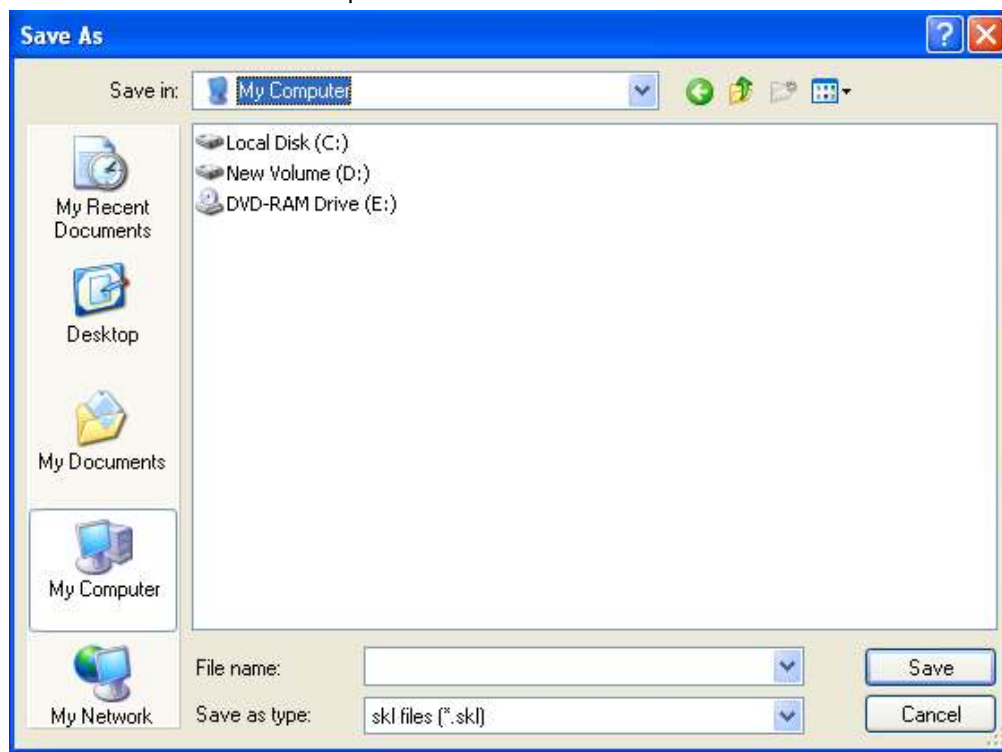 Save As
Save in:
My Computer
Local Disk (C:)
New Volume (D:)
DVD-RAM Drive (E:)
My Recent
Documents
Desktop
My Documents
My Computer
My Network
File name:
Save
Save as type:
skl files (*.skl)
Cancel